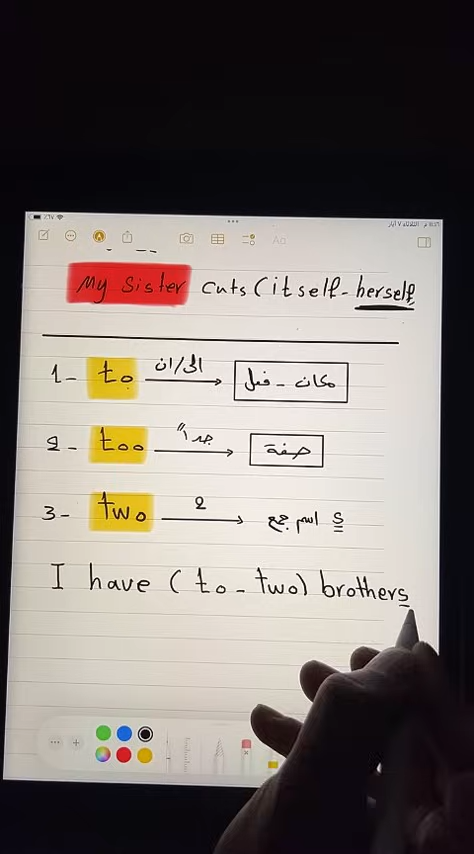 My Sister cuts (itself - herself
1- to الى/ان مكان - فعل
2- too جداً صفة
3- two 2 اسم جمع s
I have (to - two) brothers